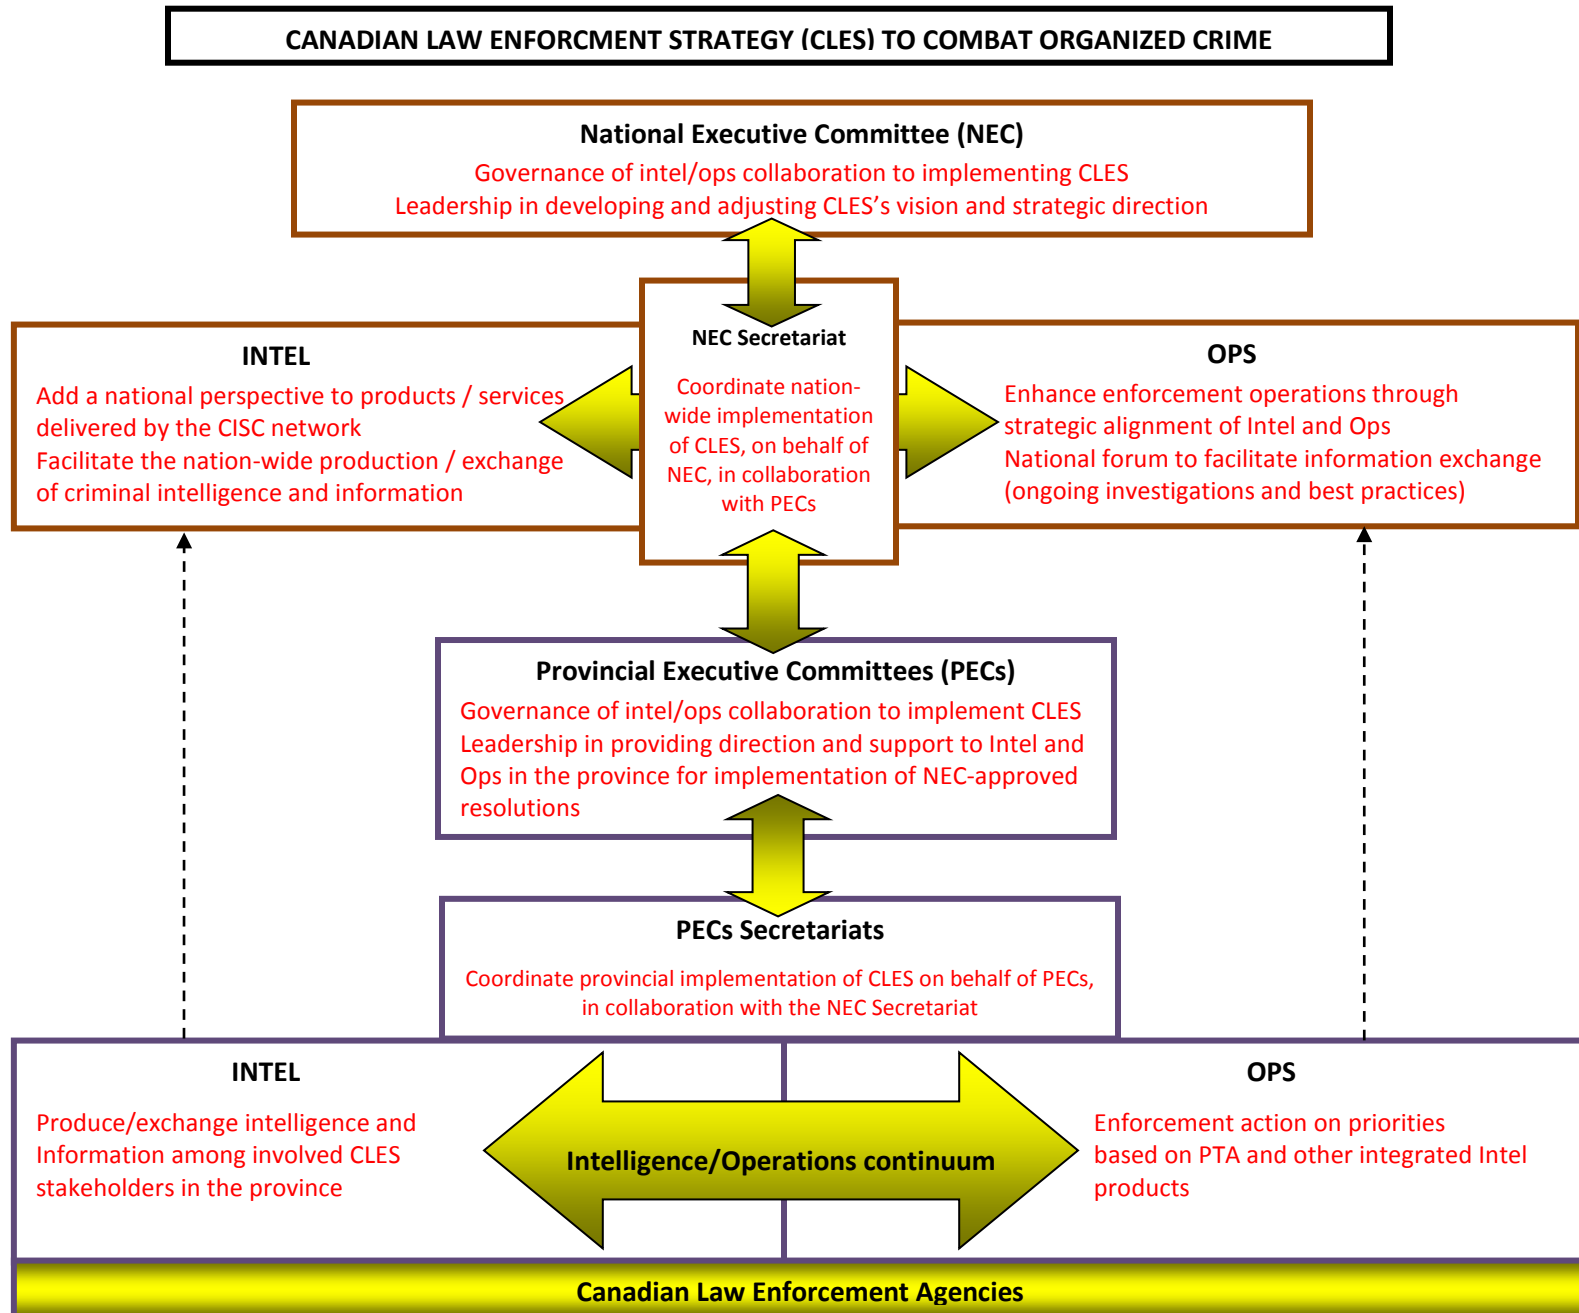 CANADIAN LAW ENFORCMENT STRATEGY (CLES) TO COMBAT ORGANIZED CRIME
National Executive Committee (NEC)
Governance of intel/ops collaboration to implementing CLES
Leadership in developing and adjusting CLES's vision and strategic direction
INTEL
Add a national perspective to products / services
delivered by the CISC network
Facilitate the nation-wide production / exchange
of criminal intelligence and information
NEC Secretariat
Coordinate nation-
wide implementation
of CLES, on behalf of
NEC, in collaboration
with PECs
OPS
Enhance enforcement operations through
strategic alignment of Intel and Ops
National forum to facilitate information exchange
(ongoing investigations and best practices)
Provincial Executive Committees (PECs)
Governance of intel/ops collaboration to implement CLES
Leadership in providing direction and support to Intel and
Ops in the province for implementation of NEC-approved
resolutions
PECs Secretariats
Coordinate provincial implementation of CLES on behalf of PECs,
in collaboration with the NEC Secretariat
INTEL
Produce/exchange intelligence and
Information among involved CLES
stakeholders in the province
Intelligence/Operations continuum
OPS
Enforcement action on priorities
based on PTA and other integrated Intel
products
Canadian Law Enforcement Agencies